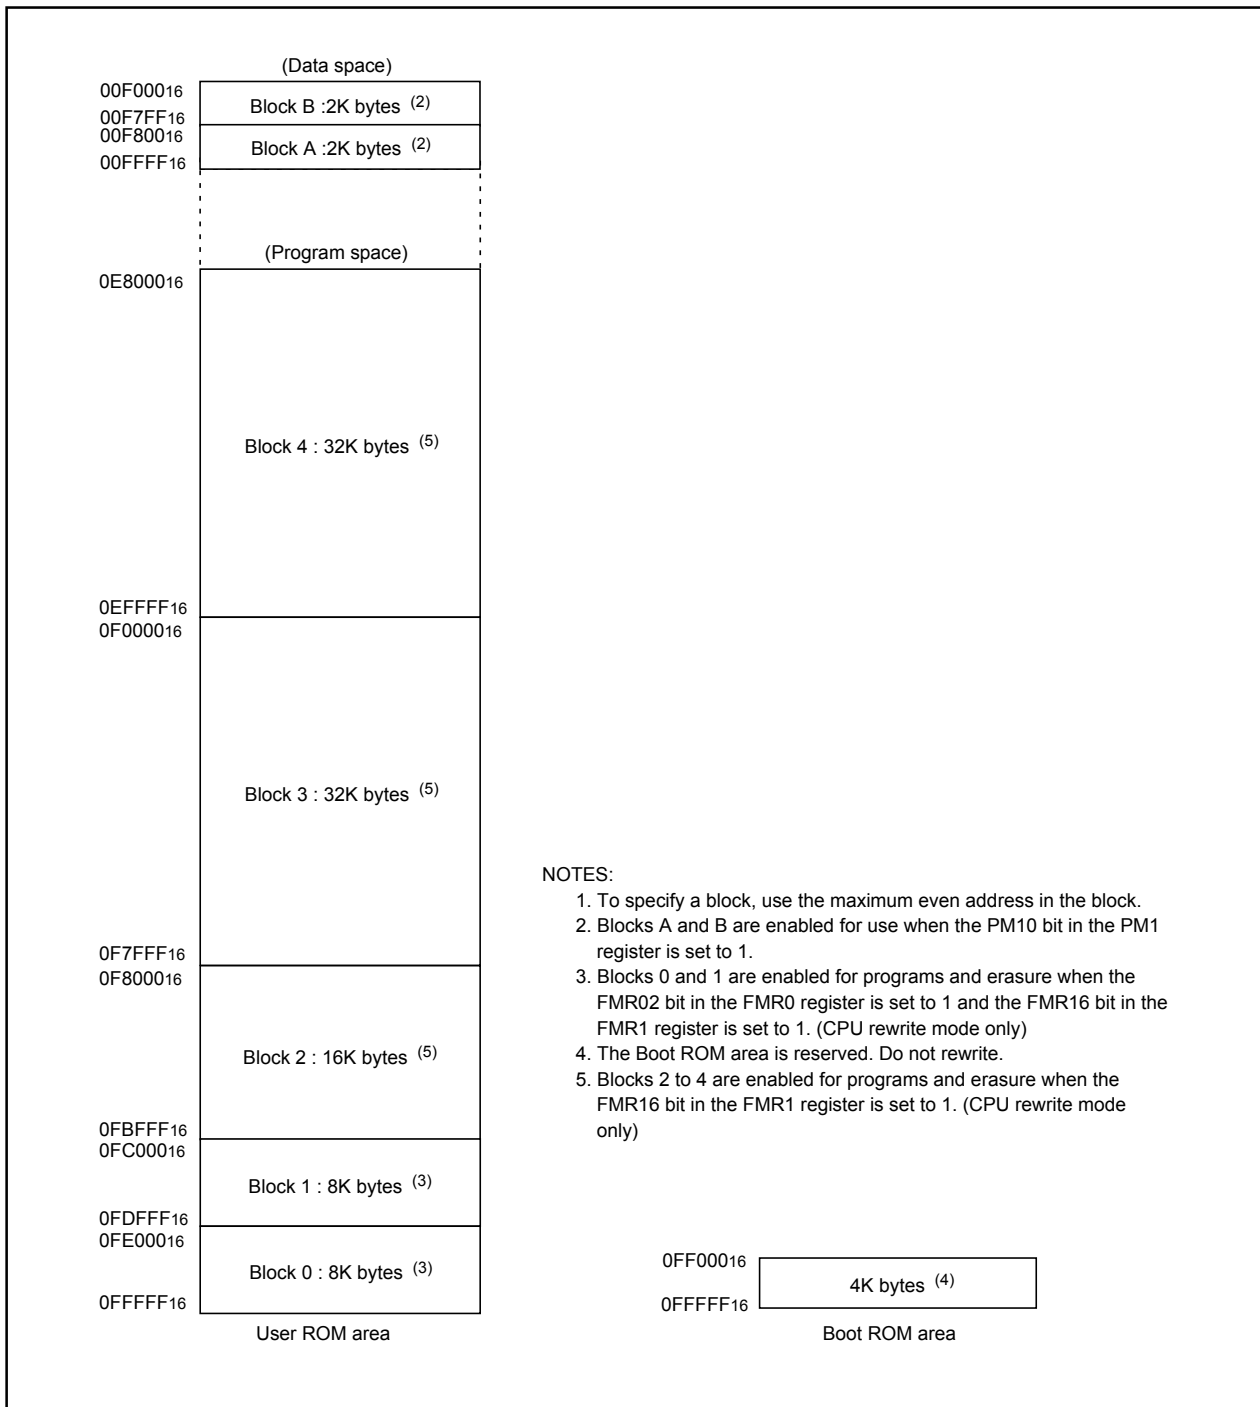 (Data space)
00F00016
Block B :2K bytes (2)
00F7FF16
00F80016
Block A :2K bytes (2)
00FFFF16
(Program space)
0E800016
Block 4 : 32K bytes (5)
0EFFFF16
0F000016
Block 3 : 32K bytes (5)
0F7FFF16
0F800016
Block 2 : 16K bytes (5)
0FBFFF16
0FC00016
Block 1 : 8K bytes (3)
0FDFFF16
0FE00016
Block 0 : 8K bytes (3)
0FFFFF16
User ROM area
NOTES:
1. To specify a block, use the maximum even address in the block.
2. Blocks A and B are enabled for use when the PM10 bit in the PM1
register is set to 1.
3. Blocks 0 and 1 are enabled for programs and erasure when the
FMR02 bit in the FMR0 register is set to 1 and the FMR16 bit in the
FMR1 register is set to 1. (CPU rewrite mode only)
4. The Boot ROM area is reserved. Do not rewrite.
5. Blocks 2 to 4 are enabled for programs and erasure when the
FMR16 bit in the FMR1 register is set to 1. (CPU rewrite mode
only)
0FF00016
4K bytes (4)
0FFFFF16
Boot ROM area